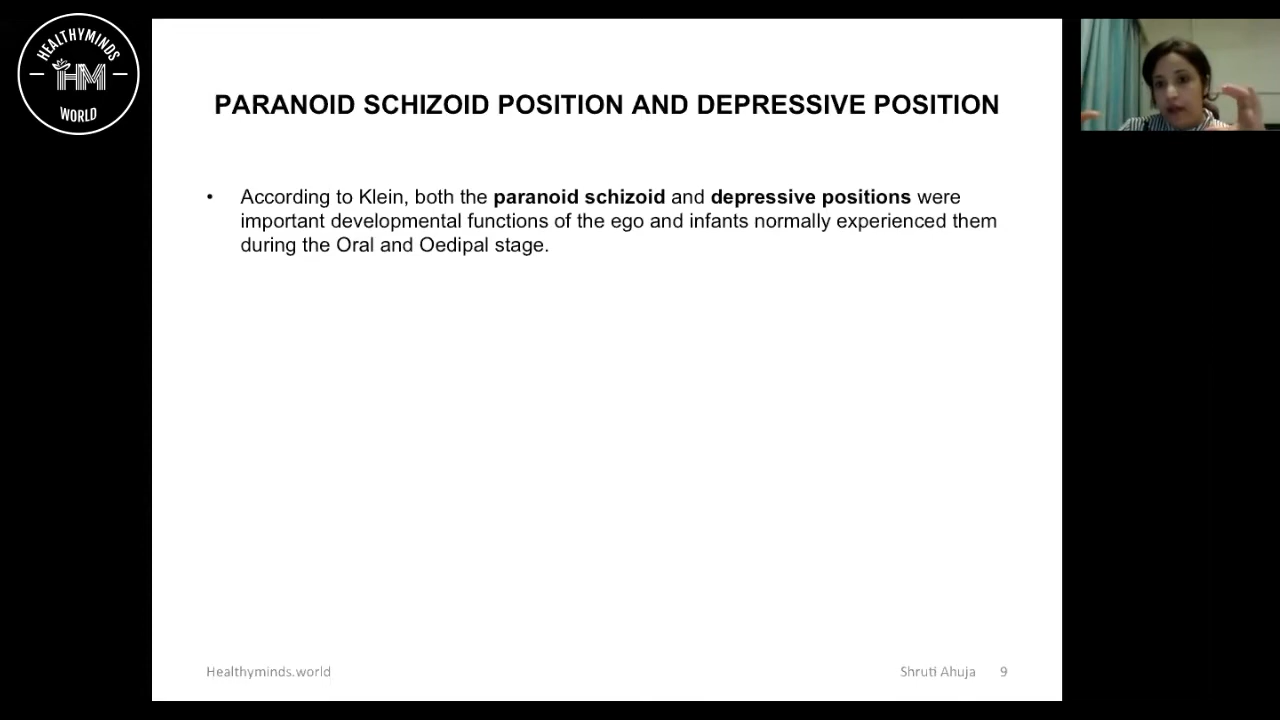 HEALTHYMINDS
HM
WORLD
PARANOID SCHIZOID POSITION AND DEPRESSIVE POSITION
• According to Klein, both the paranoid schizoid and depressive positions were
important developmental functions of the ego and infants normally experienced them
during the Oral and Oedipal stage.
Healthyminds.world
Shruti Ahuja 9